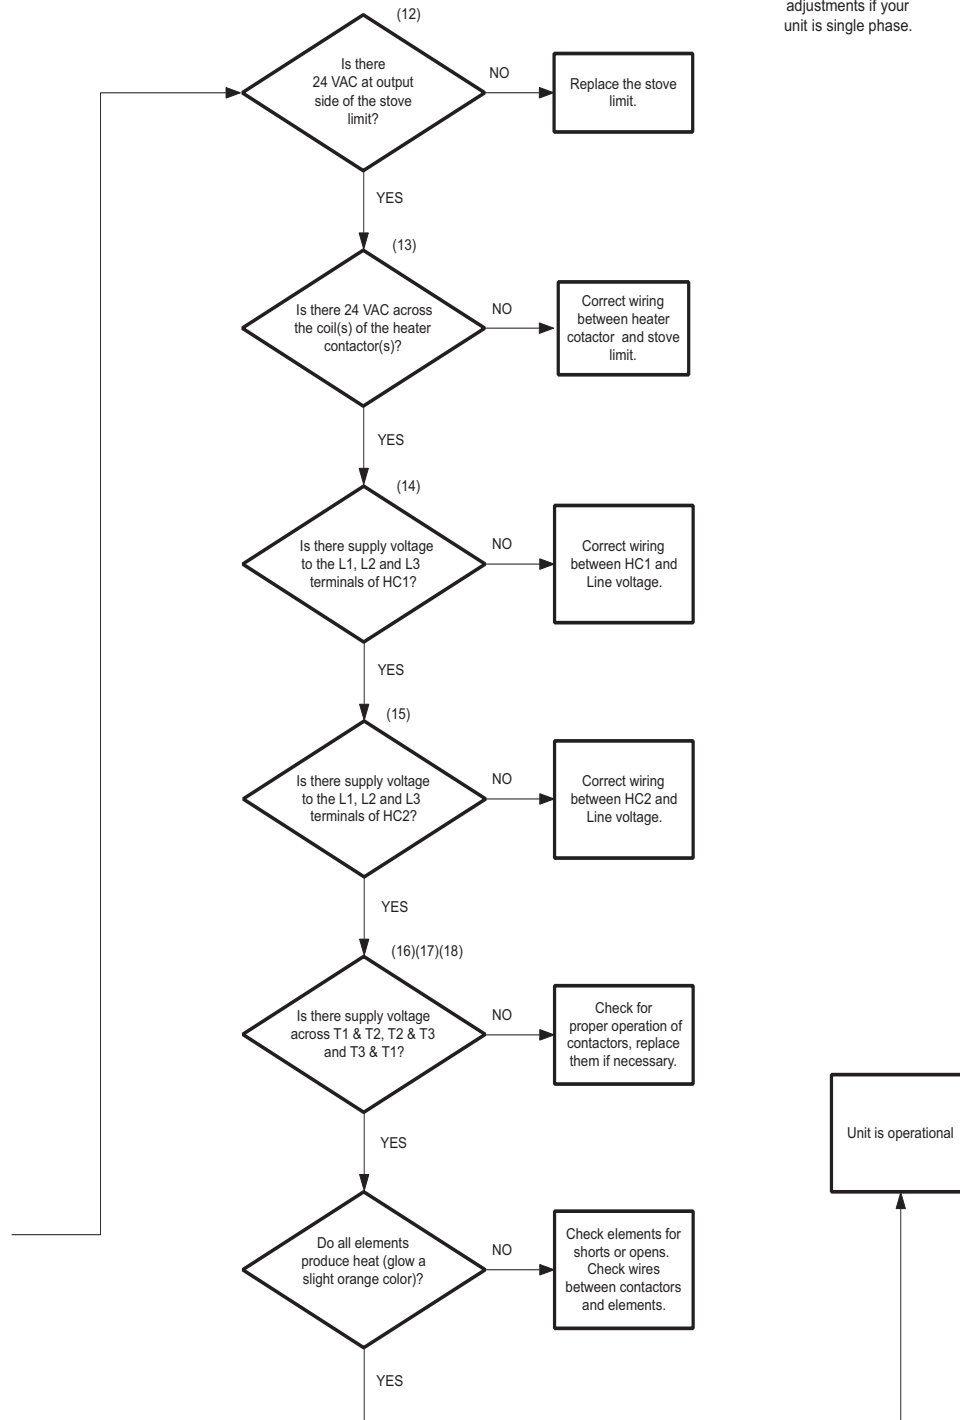 adjustments if your
unit is single phase.
(12)
Is there
24 VAC at output
side of the stove
limit?
NO
Replace the stove
limit.
YES
(13)
Is there 24 VAC across
the coil(s) of the heater
contactor(s)?
NO
Correct wiring
between heater
cotactor and stove
limit.
YES
(14)
Is there supply voltage
to the L1, L2 and L3
terminals of HC1?
NO
Correct wiring
between HC1 and
Line voltage.
YES
(15)
Is there supply voltage
to the L1, L2 and L3
terminals of HC2?
NO
Correct wiring
between HC2 and
Line voltage.
YES
(16)(17)(18)
Is there supply voltage
across T1 & T2, T2 & T3
and T3 & T1?
NO
Check for
proper operation of
contactors, replace
them if necessary.
YES
Unit is operational
Do all elements
produce heat (glow a
slight orange color)?
NO
Check elements for
shorts or opens.
Check wires
between contactors
and elements.
YES